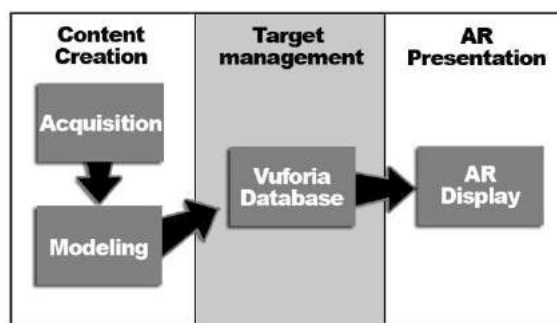 Content
Creation
Acquisition
Modeling
Target
management
Vuforia
Database
AR
Presentation
AR
Display